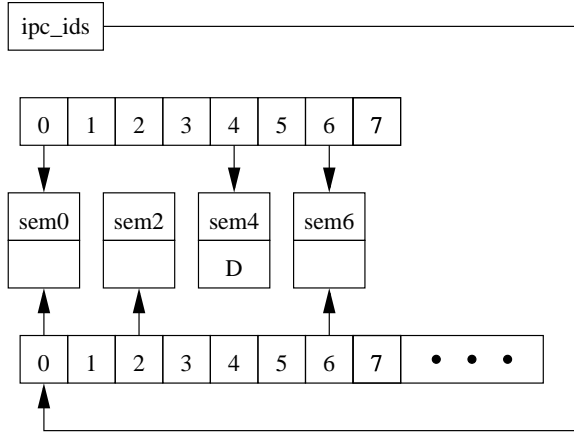 ipc_ids
0 1 2 3 4 5 6 7
sem0 sem2 sem4 sem6
D
0 1 2 3 4 5 6 7 • • •